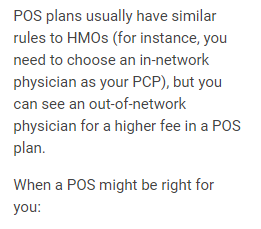 POS plans usually have similar
rules to HMOs (for instance, you
need to choose an in-network
physician as your PCP), but you
can see an out-of-network
physician for a higher fee in a POS
plan.
When a POS might be right for
you: